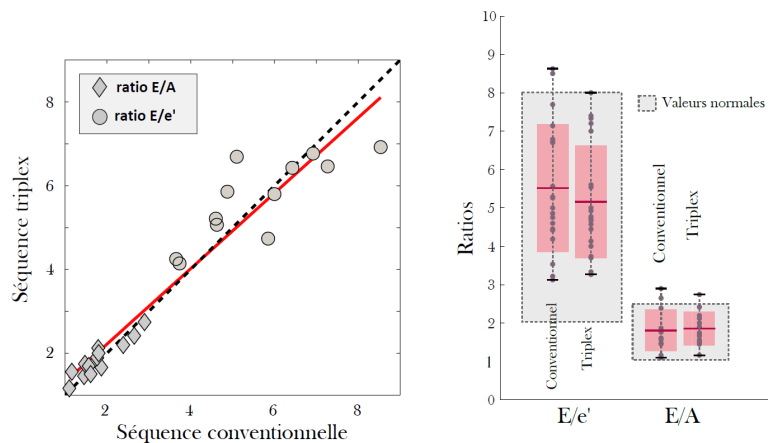 ratio E/A
ratio E/e'
Séquence triplex
8
6
4
2
2
4
6
8
Séquence conventionnelle
Ratios
10
9
8
7
6
5
4
3
2
1
0
Valeurs normales
Conventionnel
Triplex
Conventionnel
Triplex
E/e'
E/A